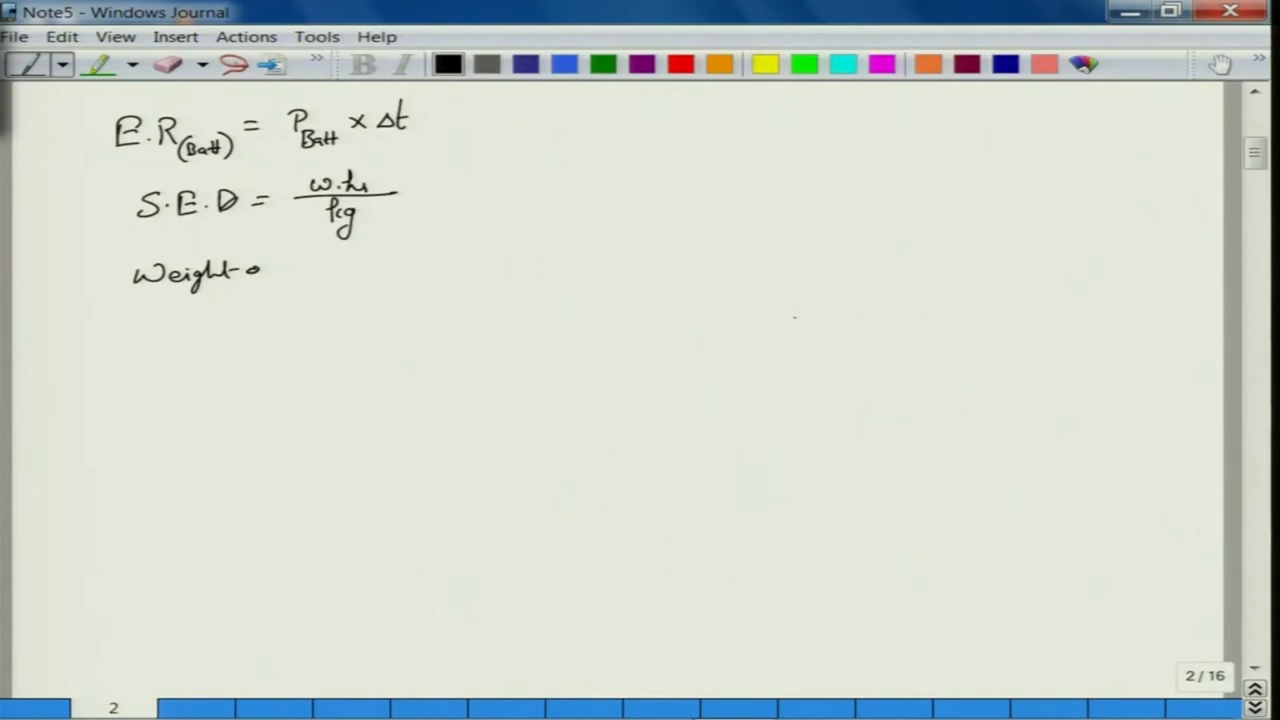 Note5 - Windows Journal
File Edit View Insert Actions Tools Help
B I
E.R(Batt) = PBatt × Δt
S.E.D = w.hr / kg
Weight o
2 / 16
2